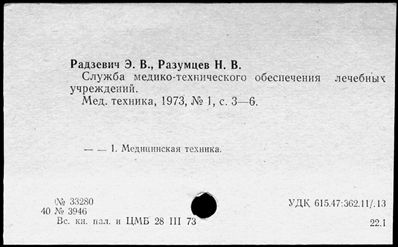 Радзевич Э. В., Разумцев Н. В.
Служба медико-технического обеспечения лечебных
учреждений.
Мед. техника, 1973, № 1, с. 3—6.
— — 1. Медицинская техника.
№ 33280
УДК 615.47:362.11/.13
40 № 3946
Вс. кн. пал. и ЦМБ 28 III 73
22.1